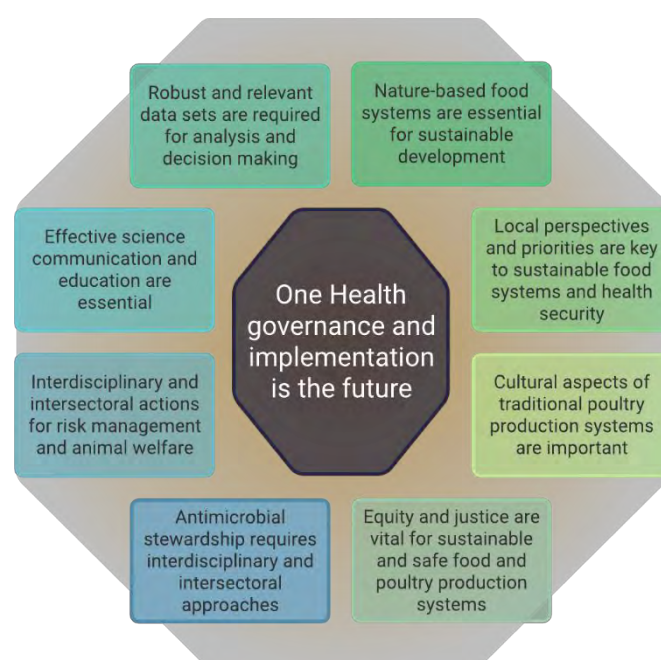 Robust and relevant
data sets are required
for analysis and
decision making
Nature-based food
systems are essential
for sustainable
development
Effective science
communication and
education are
essential
Local perspectives
and priorities are key
to sustainable food
systems and health
security
One Health
governance and
implementation
is the future
Interdisciplinary and
intersectoral actions
for risk management
and animal welfare
Cultural aspects of
traditional poultry
production systems
are important
Antimicrobial
stewardship requires
interdisciplinary and
intersectoral
approaches
Equity and justice are
vital for sustainable
and safe food and
poultry production
systems